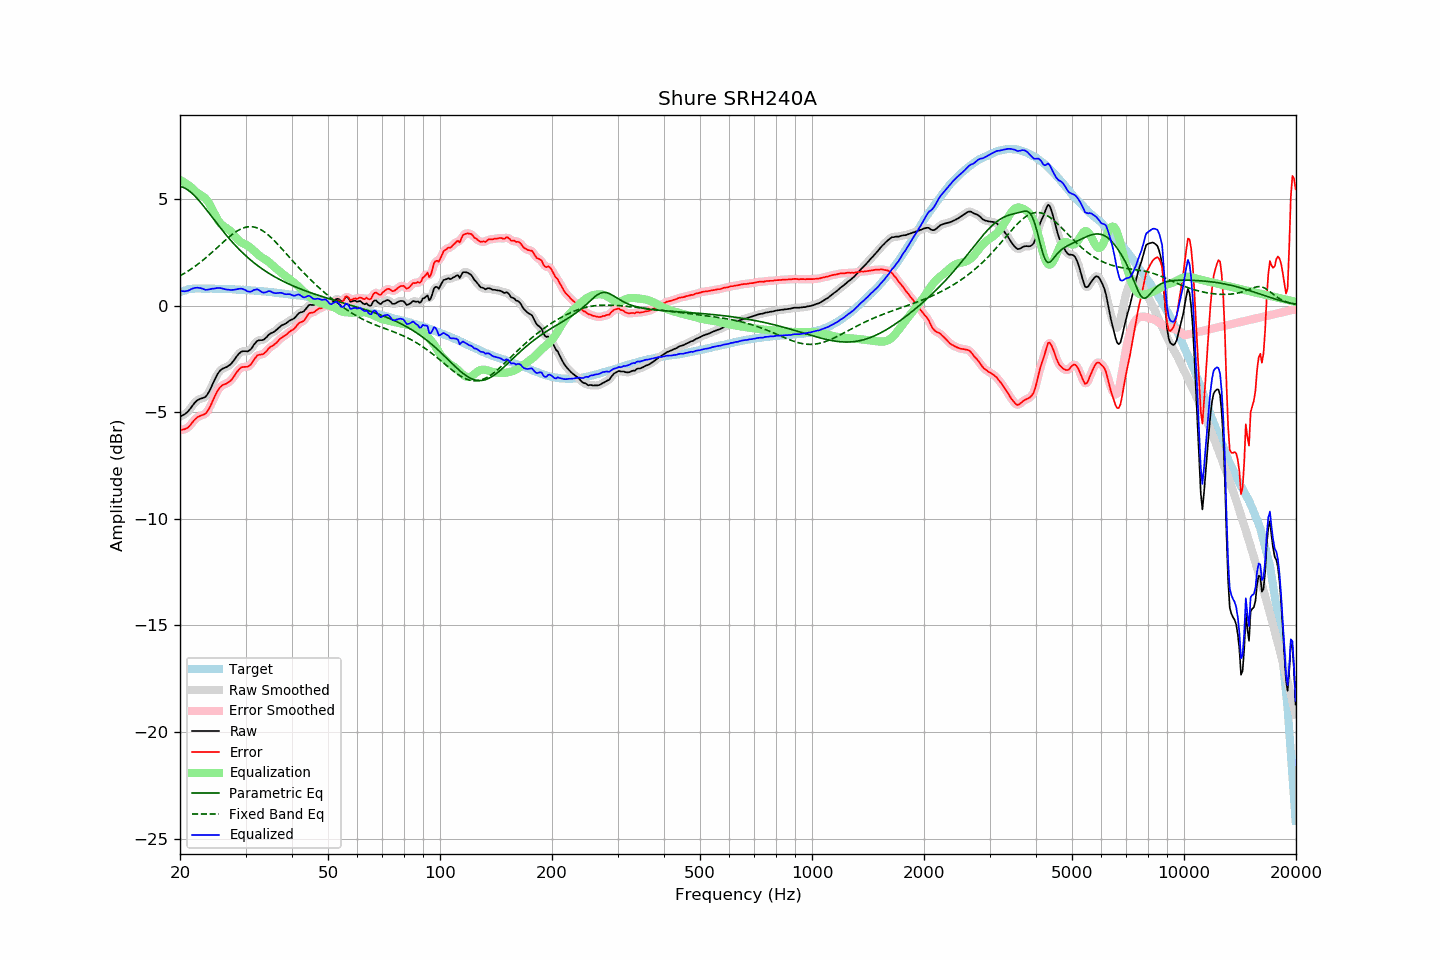 Shure SRH240A
Amplitude (dBr)
5
0
−5
−10
−15
−20
−25
Target
Raw Smoothed
Error Smoothed
Raw
Error
Equalization
Parametric Eq
Fixed Band Eq
Equalized
20 50 100 200 500 1000 2000 5000 10000 20000
Frequency (Hz)